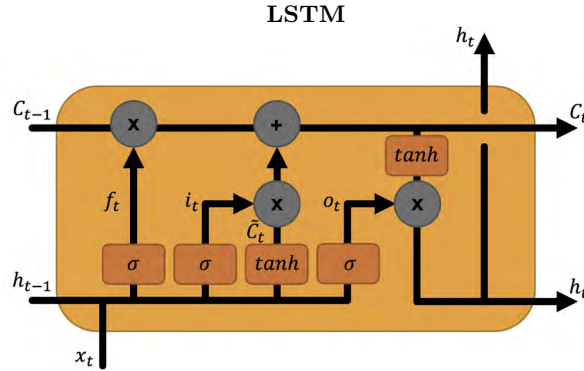 LSTM
h_t
C_{t-1} x + C_t
tanh
f_t i_t x o_t x
C̃_t
σ σ tanh σ
h_{t-1} h_t
x_t